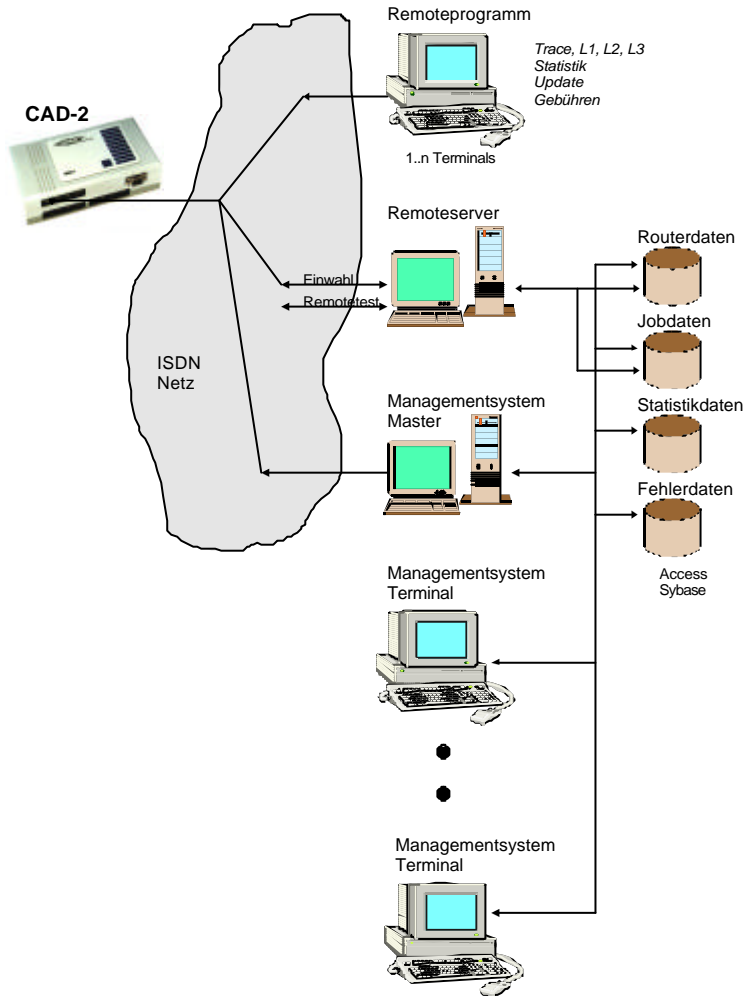 Remoteprogramm
Trace, L1, L2, L3
Statistik
Update
Gebühren
CAD-2
1..n Terminals
Remoteserver
Routerdaten
Einwahl
Remotetest
Jobdaten
ISDN
Netz
Managementsystem
Master
Statistikdaten
Fehlerdaten
Access
Sybase
Managementsystem
Terminal
Managementsystem
Terminal